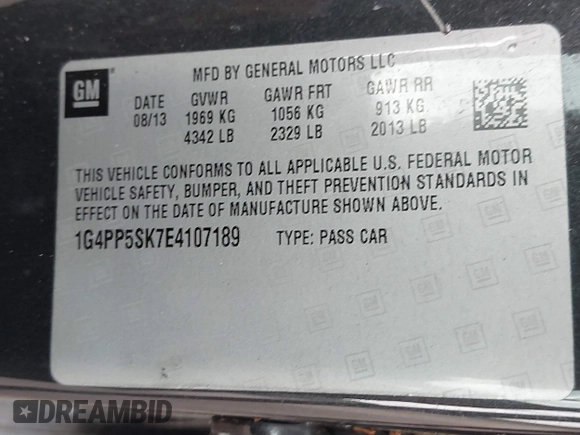 MFD BY GENERAL MOTORS LLC
GM
DATE GVWR GAWR FRT GAWR RR
08/13 1969 KG 1056 KG 913 KG
4342 LB 2329 LB 2013 LB
THIS VEHICLE CONFORMS TO ALL APPLICABLE U.S. FEDERAL MOTOR
VEHICLE SAFETY, BUMPER, AND THEFT PREVENTION STANDARDS IN
EFFECT ON THE DATE OF MANUFACTURE SHOWN ABOVE.
1G4PP5SK7E4107189 TYPE: PASS CAR
DREAMBID